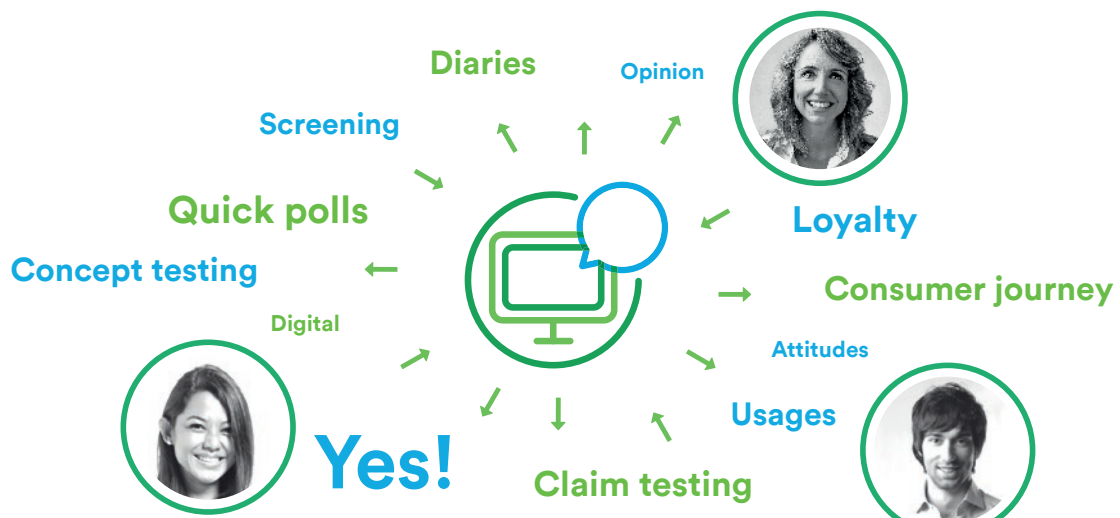 Diaries
Opinion
Screening
Quick polls
Loyalty
Concept testing
Consumer journey
Digital
Attitudes
Usages
Yes!
Claim testing